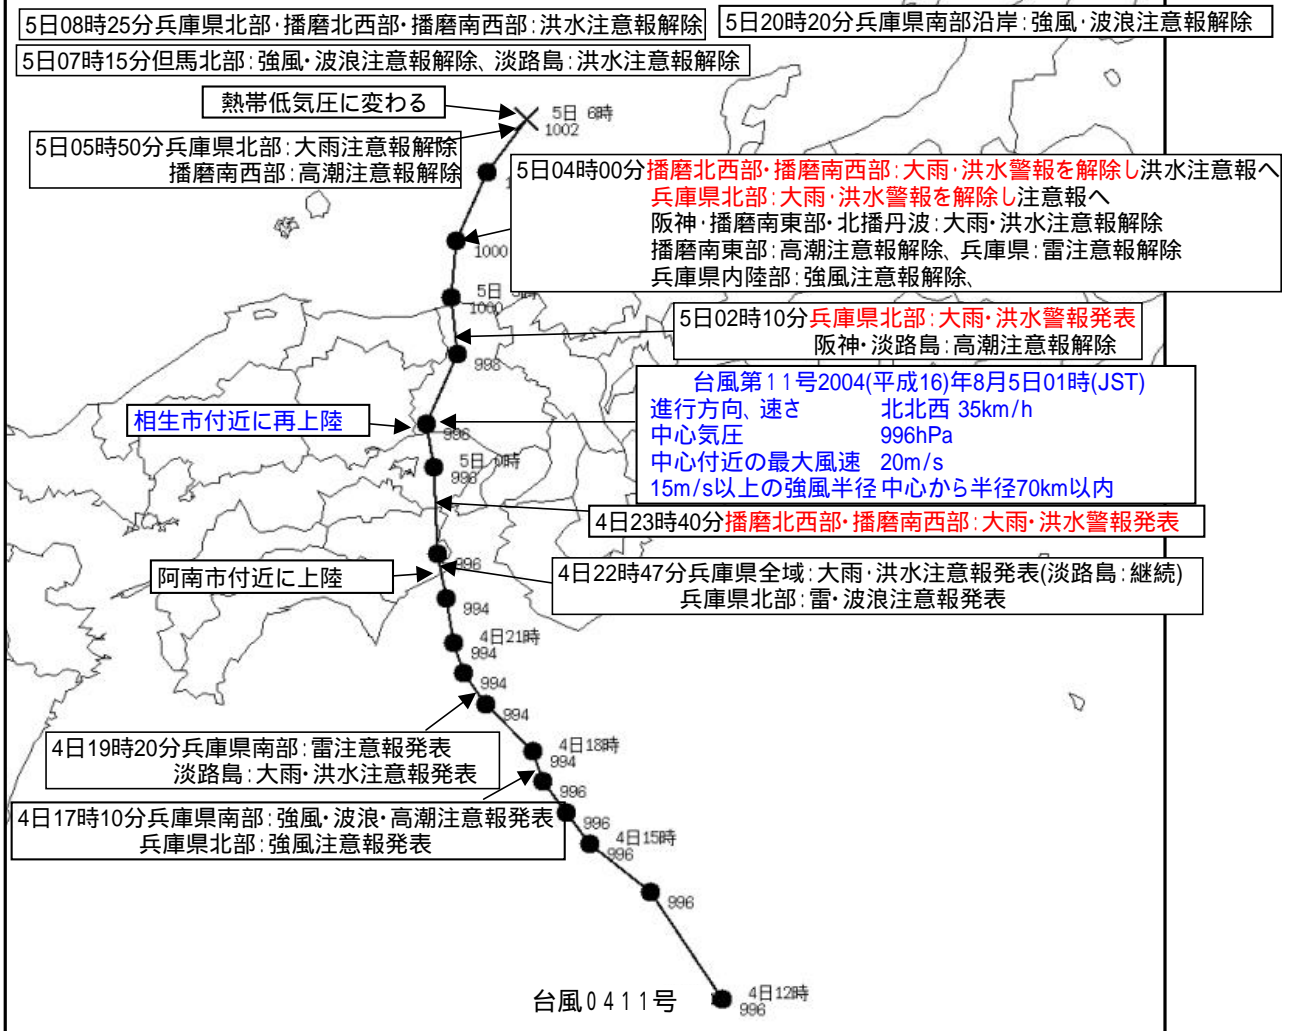 5日08時25分兵庫県北部･播磨北西部･播磨南西部:洪水注意報解除
5日20時20分兵庫県南部沿岸:強風･波浪注意報解除
5日07時15分但馬北部:強風･波浪注意報解除、淡路島:洪水注意報解除
熱帯低気圧に変わる
5日 6時
1002
5日05時50分兵庫県北部:大雨注意報解除
播磨南西部:高潮注意報解除
5日04時00分播磨北西部･播磨南西部:大雨･洪水警報を解除し洪水注意報へ
兵庫県北部:大雨･洪水警報を解除し注意報へ
阪神･播磨南東部･北播丹波:大雨･洪水注意報解除
播磨南東部:高潮注意報解除、兵庫県:雷注意報解除
兵庫県内陸部:強風注意報解除、
1000
5日
1000
5日02時10分兵庫県北部:大雨･洪水警報発表
阪神･淡路島:高潮注意報解除
998
台風第11号2004(平成16)年8月5日01時(JST)
進行方向、速さ 北北西 35km/h
中心気圧 996hPa
中心付近の最大風速 20m/s
15m/s以上の強風半径 中心から半径70km以内
相生市付近に再上陸
996
5日 0時
996
4日23時40分播磨北西部･播磨南西部:大雨･洪水警報発表
996
阿南市付近に上陸
4日22時47分兵庫県全域:大雨･洪水注意報発表(淡路島:継続)
兵庫県北部:雷･波浪注意報発表
994
4日21時
994
994
994
4日19時20分兵庫県南部:雷注意報発表
淡路島:大雨･洪水注意報発表
4日18時
994
996
4日17時10分兵庫県南部:強風･波浪･高潮注意報発表
兵庫県北部:強風注意報発表
996
4日15時
996
996
台風0411号
4日12時
996